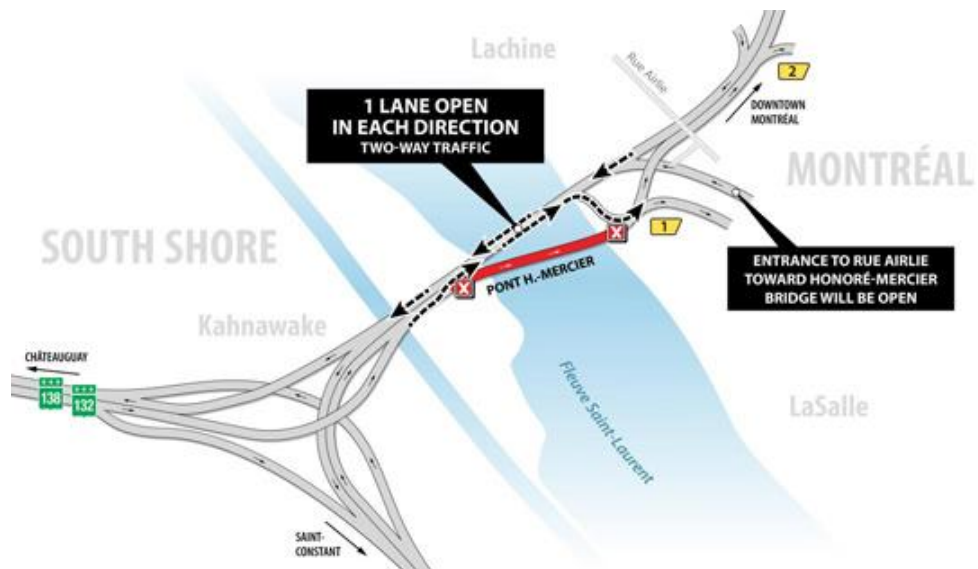 Lachine
Rue Airlie
2
1 LANE OPEN
IN EACH DIRECTION
TWO-WAY TRAFFIC
DOWNTOWN
MONTRÉAL
MONTRÉAL
SOUTH SHORE
1
PONT H.-MERCIER
ENTRANCE TO RUE AIRLIE
TOWARD HONORÉ-MERCIER
BRIDGE WILL BE OPEN
Kahnawake
CHÂTEAUGUAY
138
132
Fleuve Saint-Laurent
LaSalle
SAINT-
CONSTANT